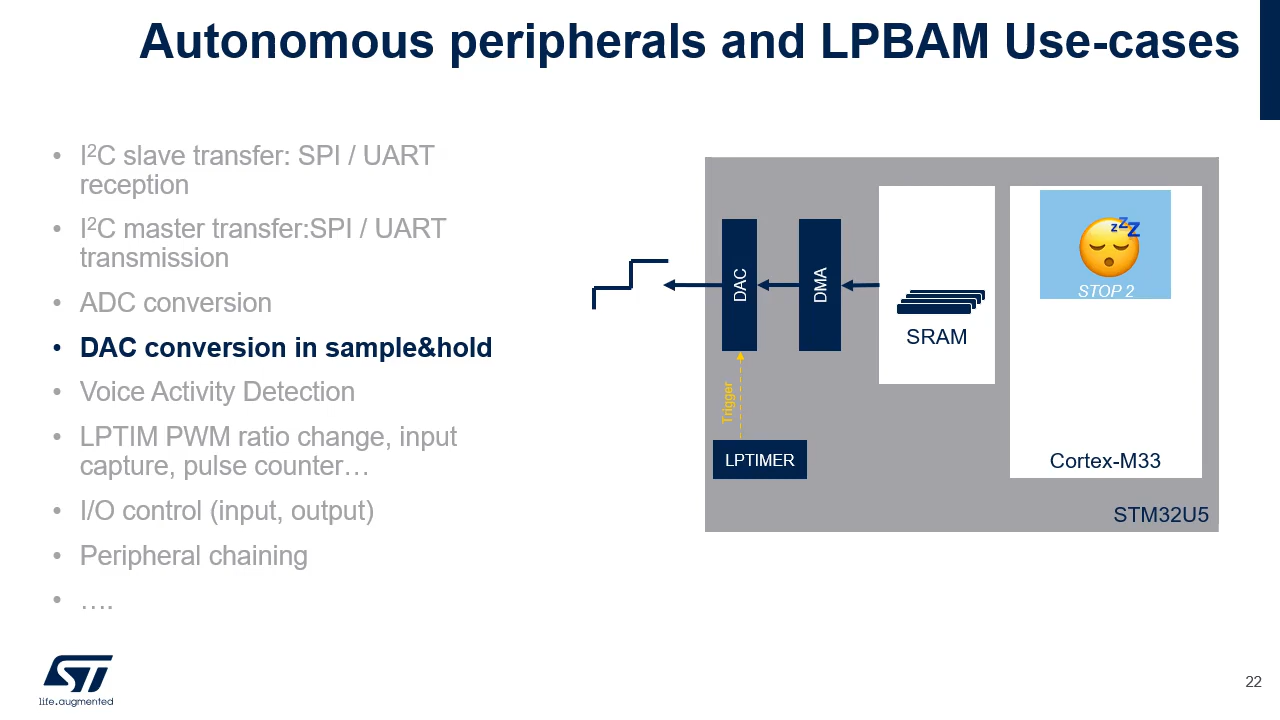 Autonomous peripherals and LPBAM Use-cases
• I²C slave transfer: SPI / UART
reception
• I²C master transfer:SPI / UART
transmission
• ADC conversion
• DAC conversion in sample&hold
• Voice Activity Detection
• LPTIM PWM ratio change, input
capture, pulse counter…
• I/O control (input, output)
• Peripheral chaining
• ….
DAC
DMA
SRAM
zzZ
STOP 2
Trigger
LPTIMER
Cortex-M33
STM32U5
ST
life.augmented
22